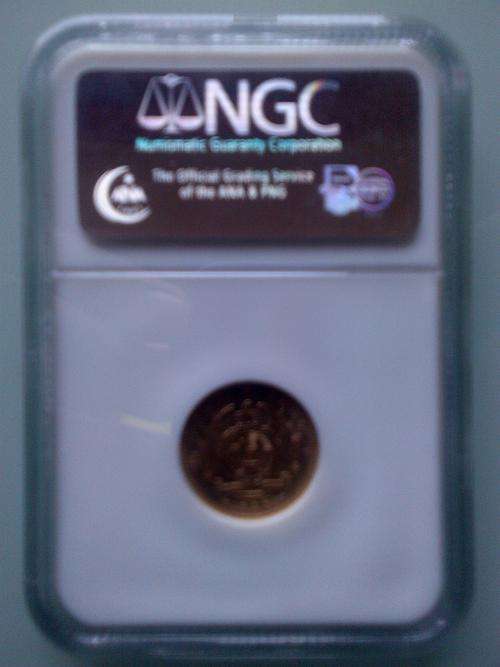 NGC
Numismatic Guaranty Corporation
The Official Grading Service
of the ANA & PNG